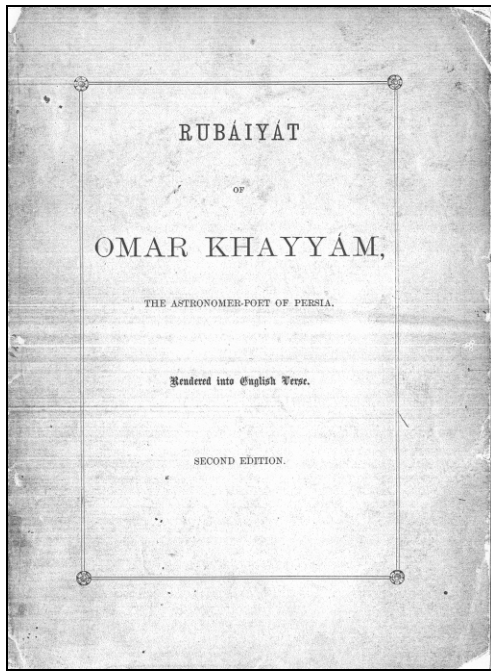 RUBÁIYÁT
OF
OMAR KHAYYÁM,
THE ASTRONOMER-POET OF PERSIA.
Rendered into English Verse.
SECOND EDITION.